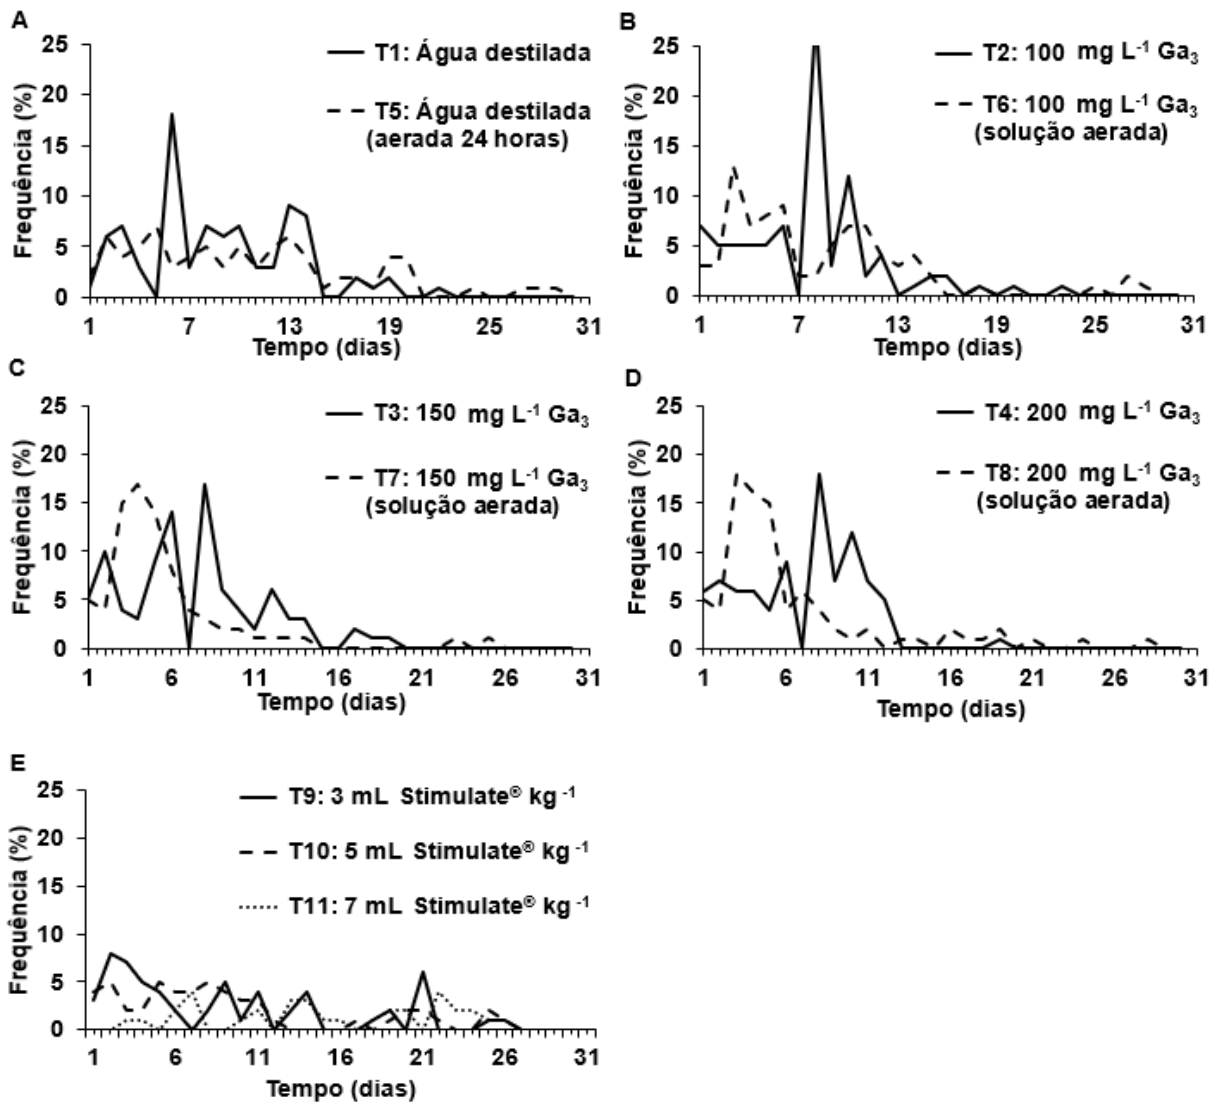 A
25
20
15
10
5
0
Frequência (%)
T1: Água destilada
T5: Água destilada
(aerada 24 horas)
1 7 13 19 25 31
Tempo (dias)
B
25
20
15
10
5
0
Frequência (%)
T2: 100 mg L⁻¹ Ga₃
T6: 100 mg L⁻¹ Ga₃
(solução aerada)
1 7 13 19 25 31
Tempo (dias)
C
25
20
15
10
5
0
Frequência (%)
T3: 150 mg L⁻¹ Ga₃
T7: 150 mg L⁻¹ Ga₃
(solução aerada)
1 6 11 16 21 26 31
Tempo (dias)
D
25
20
15
10
5
0
Frequência (%)
T4: 200 mg L⁻¹ Ga₃
T8: 200 mg L⁻¹ Ga₃
(solução aerada)
1 6 11 16 21 26 31
Tempo (dias)
E
25
20
15
10
5
0
Frequência (%)
T9: 3 mL Stimulate® kg ⁻¹
T10: 5 mL Stimulate® kg ⁻¹
T11: 7 mL Stimulate® kg ⁻¹
1 6 11 16 21 26 31
Tempo (dias)